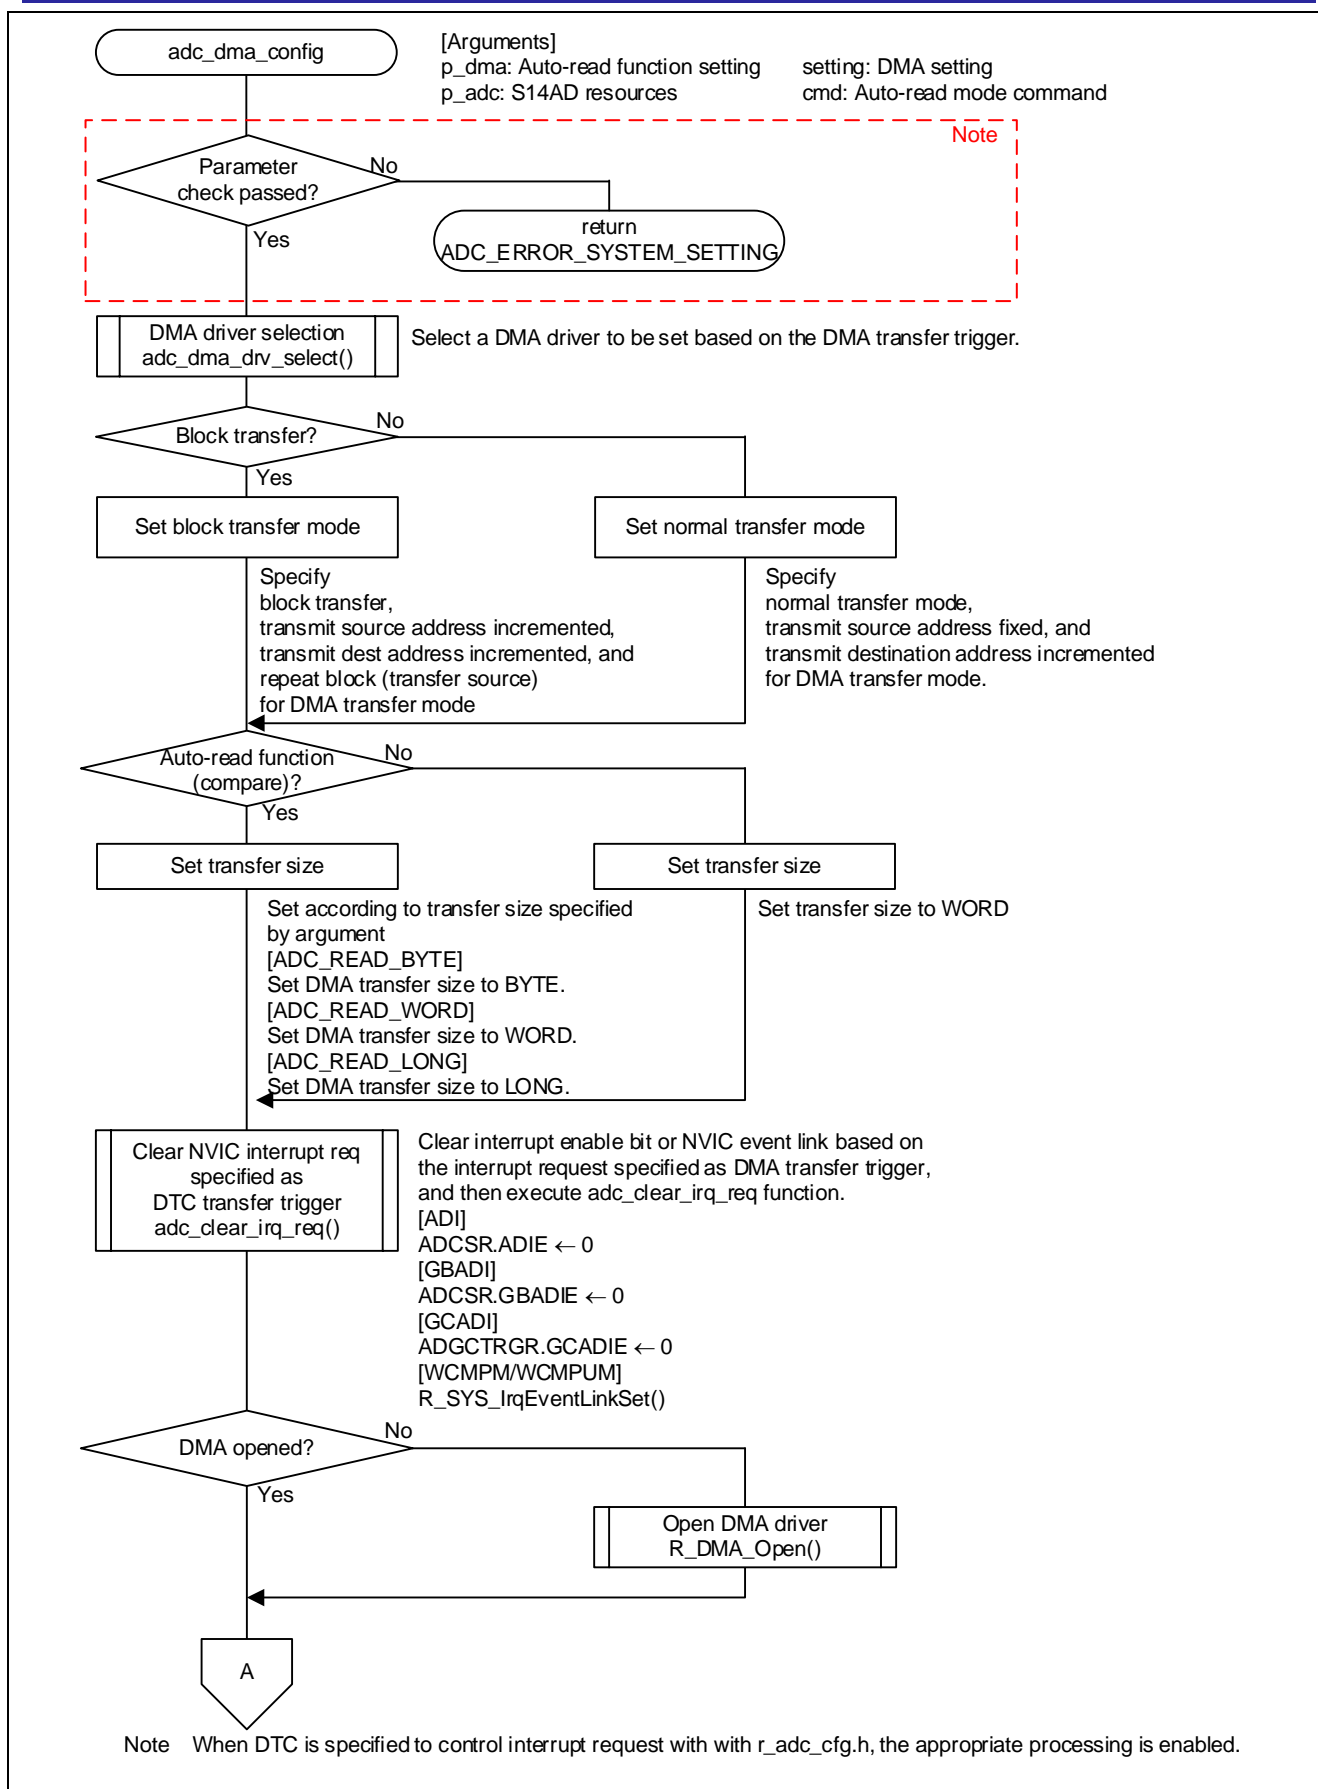 adc_dma_config
[Arguments]
p_dma: Auto-read function setting setting: DMA setting
p_adc: S14AD resources cmd: Auto-read mode command
Note
Parameter
check passed?
No
Yes
return
ADC_ERROR_SYSTEM_SETTING
DMA driver selection
adc_dma_drv_select()
Select a DMA driver to be set based on the DMA transfer trigger.
Block transfer?
No
Yes
Set block transfer mode
Set normal transfer mode
Specify
block transfer,
transmit source address incremented,
transmit dest address incremented, and
repeat block (transfer source)
for DMA transfer mode
Specify
normal transfer mode,
transmit source address fixed, and
transmit destination address incremented
for DMA transfer mode.
Auto-read function
(compare)?
No
Yes
Set transfer size
Set transfer size
Set according to transfer size specified
by argument
[ADC_READ_BYTE]
Set DMA transfer size to BYTE.
[ADC_READ_WORD]
Set DMA transfer size to WORD.
[ADC_READ_LONG]
Set DMA transfer size to LONG.
Set transfer size to WORD
Clear NVIC interrupt req
specified as
DTC transfer trigger
adc_clear_irq_req()
Clear interrupt enable bit or NVIC event link based on
the interrupt request specified as DMA transfer trigger,
and then execute adc_clear_irq_req function.
[ADI]
ADCSR.ADIE ← 0
[GBADI]
ADCSR.GBADIE ← 0
[GCADI]
ADGCTRGR.GCADIE ← 0
[WCMPM/WCMPUM]
R_SYS_IrqEventLinkSet()
DMA opened?
No
Yes
Open DMA driver
R_DMA_Open()
A
Note When DTC is specified to control interrupt request with with r_adc_cfg.h, the appropriate processing is enabled.